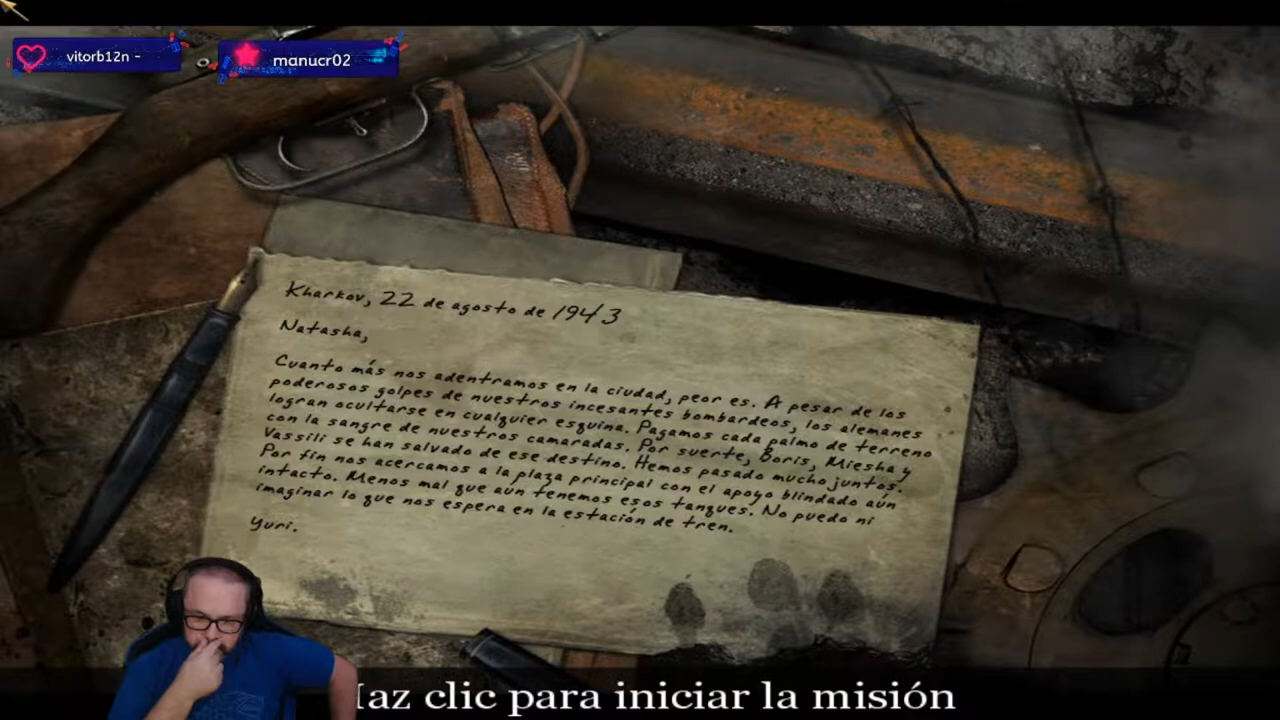 vitorb12n -
manucr02
Kharkov, 22 de agosto de 1943
Natasha,
Cuanto más nos adentramos en la ciudad, peor es. A pesar de los
poderosos golpes de nuestros incesantes bombardeos, los alemanes
logran ocultarse en cualquier esquina. Pagamos cada palmo de terreno
con la sangre de nuestros camaradas. Por suerte, Boris, Miesha y
Vassili se han salvado de ese destino. Hemos pasado mucho juntos.
Por fin nos acercamos a la plaza principal con el apoyo blindado aún
intacto. Menos mal que aún tenemos esos tanques. No puedo ni
imaginar lo que nos espera en la estación de tren.
Yuri.
Haz clic para iniciar la misión